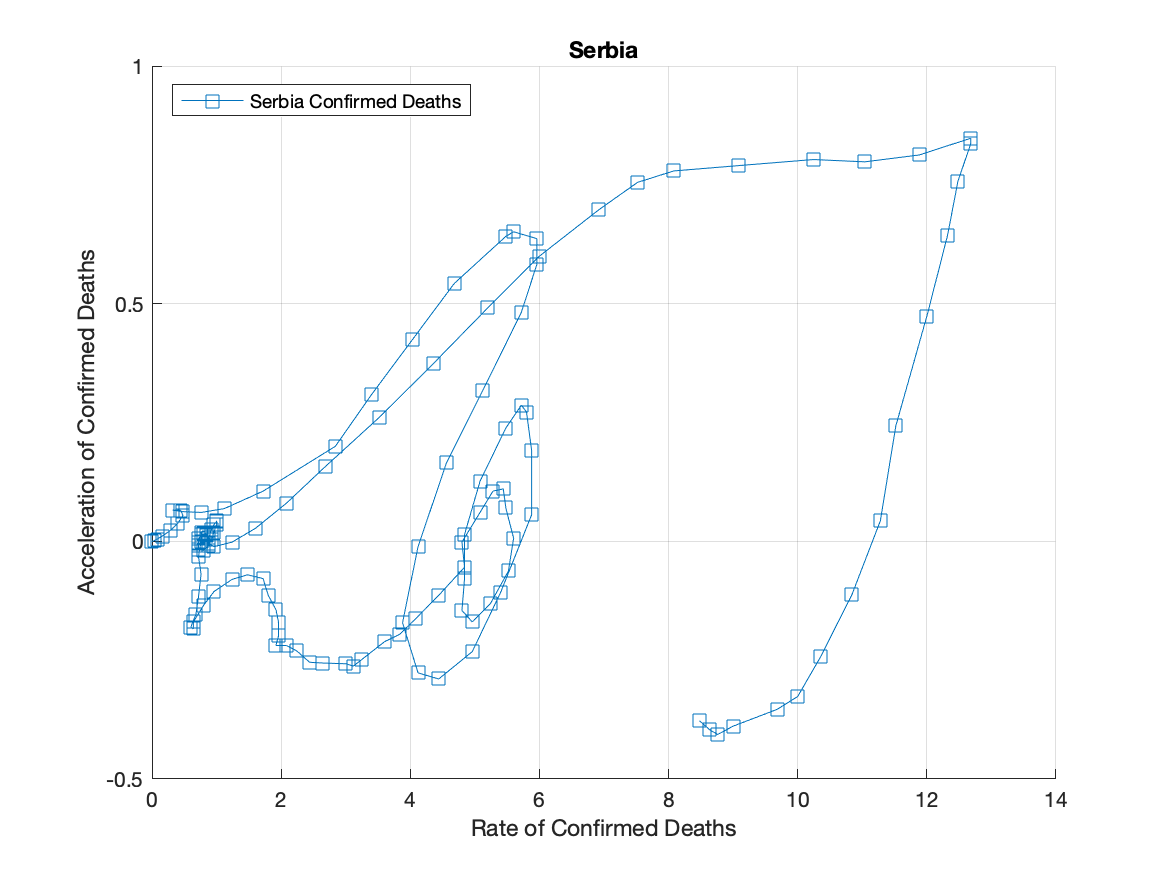 Serbia
Serbia Confirmed Deaths
1
0.5
0
-0.5
Acceleration of Confirmed Deaths
0 2 4 6 8 10 12 14
Rate of Confirmed Deaths